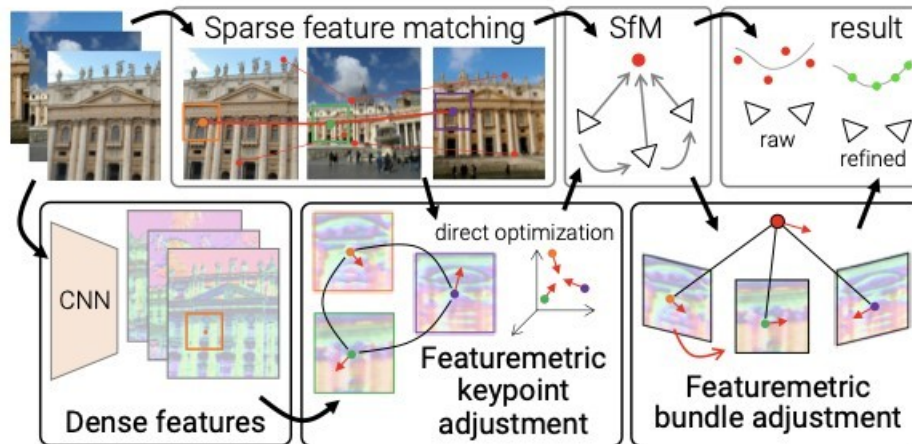 Sparse feature matching
SfM
result
raw
refined
CNN
Dense features
direct optimization
Featuremetric
keypoint
adjustment
Featuremetric
bundle adjustment